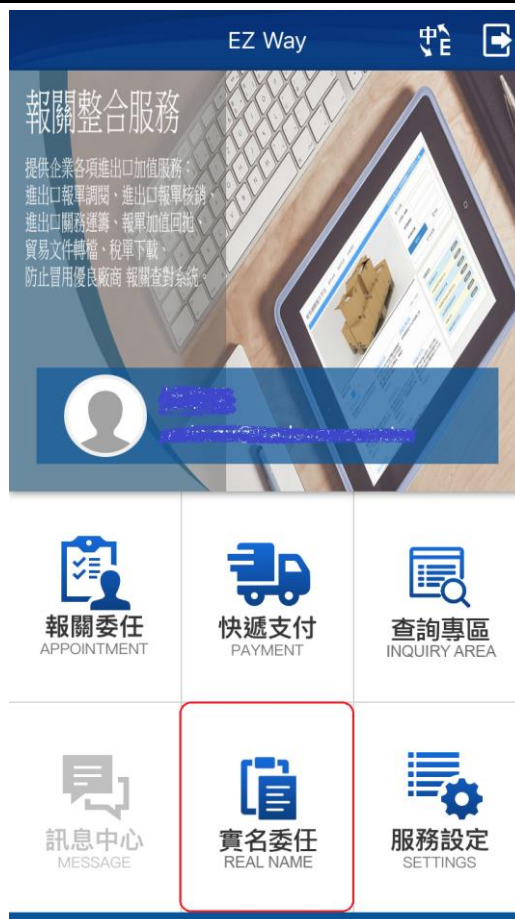 EZ Way
中E
報關整合服務
提供企業各項進出口加值服務：
進出口報單調閱、進出口報單核銷、
進出口關務運籌、報單加值回拋、
貿易文件轉檔、稅單下載、
防止冒用優良廠商 報關查對系統。
報關委任
APPOINTMENT
快遞支付
PAYMENT
查詢專區
INQUIRY AREA
訊息中心
MESSAGE
實名委任
REAL NAME
服務設定
SETTINGS